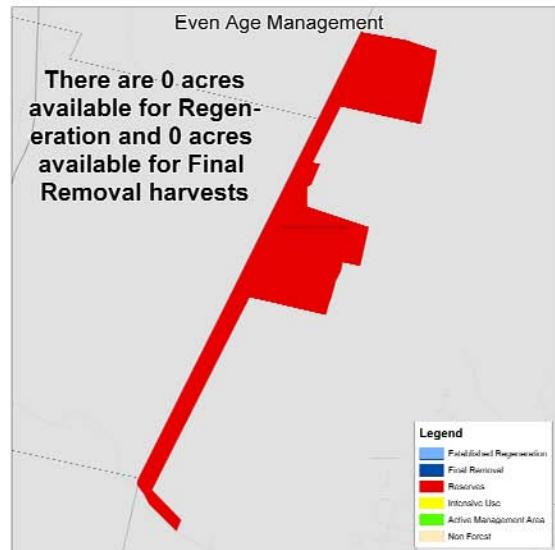 Even Age Management
There are 0 acres
available for Regen-
eration and 0 acres
available for Final
Removal harvests
Legend
Established Regeneration
Final Removal
Reserves
Intensive Use
Active Management Area
Non Forest